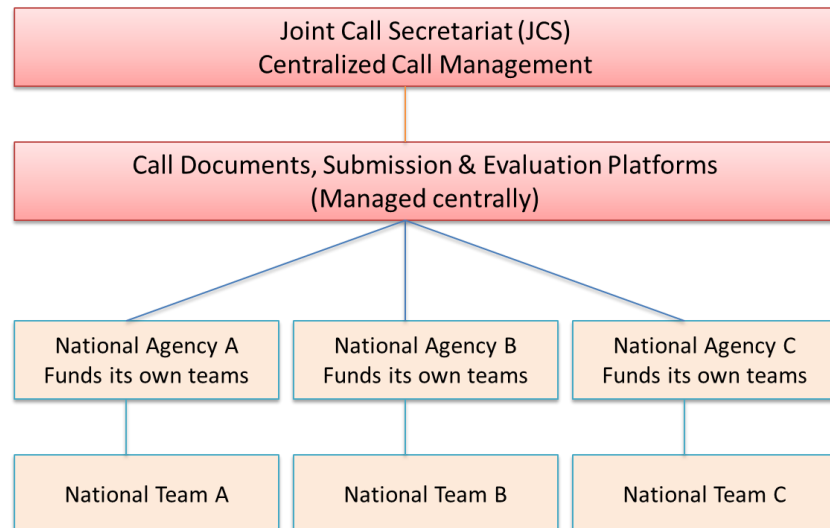 Joint Call Secretariat (JCS)
Centralized Call Management
Call Documents, Submission & Evaluation Platforms
(Managed centrally)
National Agency A
Funds its own teams
National Agency B
Funds its own teams
National Agency C
Funds its own teams
National Team A
National Team B
National Team C